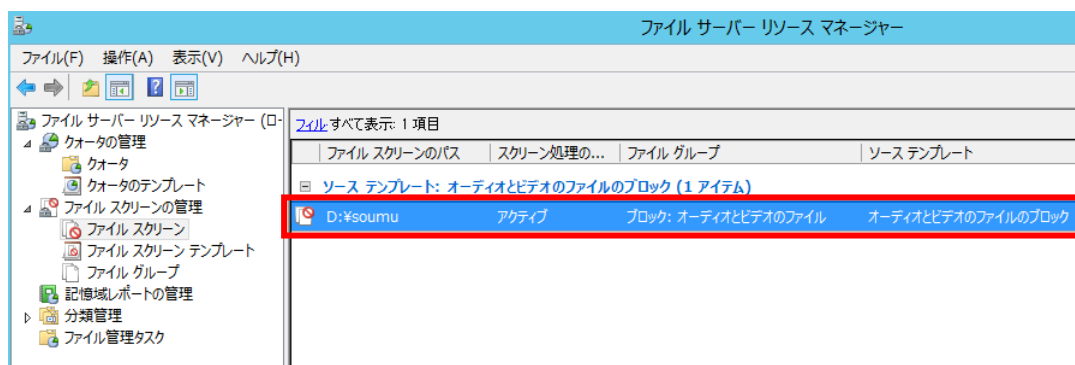 ファイル サーバー リソース マネージャー
ファイル(F) 操作(A) 表示(V) ヘルプ(H)
ファイル サーバー リソース マネージャー (ロ-
クォータの管理
クォータ
クォータのテンプレート
ファイル スクリーンの管理
ファイル スクリーン
ファイル スクリーン テンプレート
ファイル グループ
記憶域レポートの管理
分類管理
ファイル管理タスク
フィル すべて表示: 1 項目
ファイル スクリーンのパス スクリーン処理の... ファイル グループ ソース テンプレート
ソース テンプレート: オーディオとビデオのファイルのブロック (1 アイテム)
D:¥soumu アクティブ ブロック: オーディオとビデオのファイル オーディオとビデオのファイルのブロック